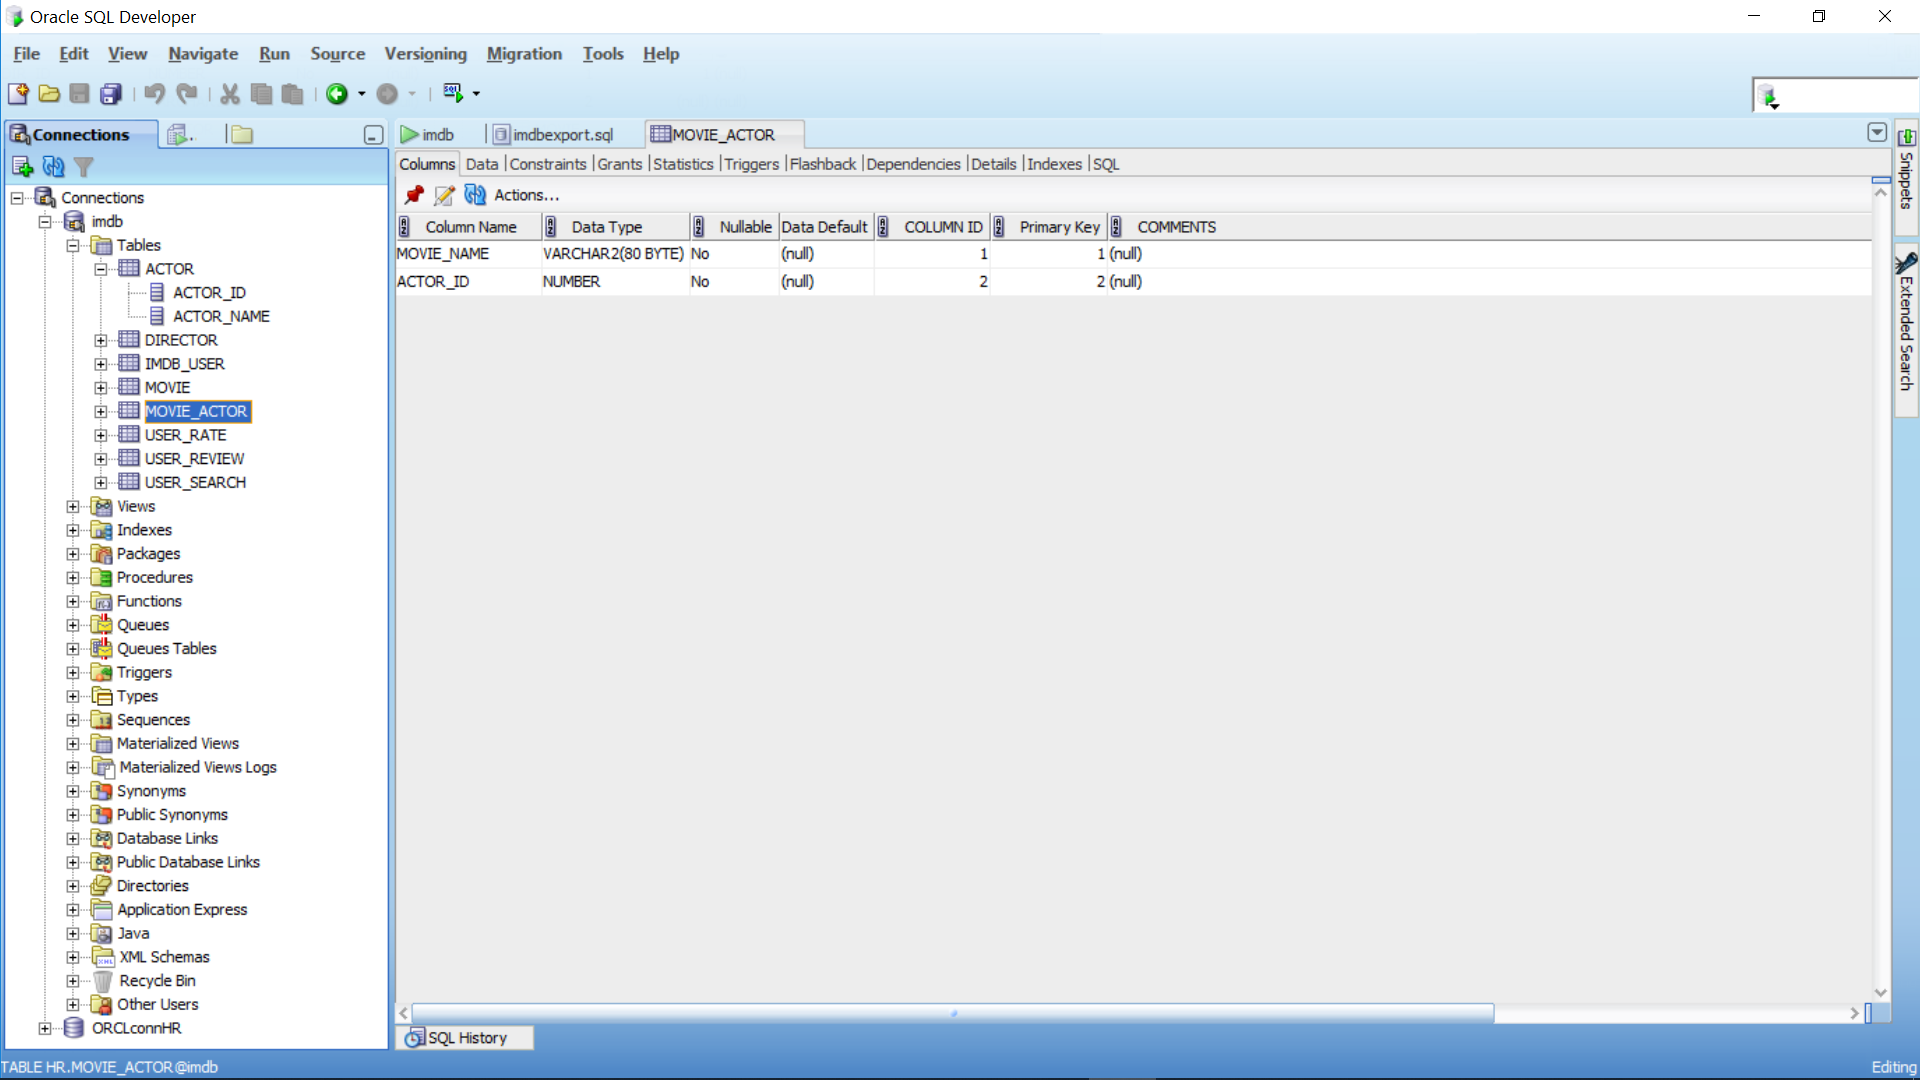 Oracle SQL Developer
File Edit View Navigate Run Source Versioning Migration Tools Help
Connections
imdb imdbexport.sql MOVIE_ACTOR
Columns Data Constraints Grants Statistics Triggers Flashback Dependencies Details Indexes SQL
Actions...
Column Name Data Type Nullable Data Default COLUMN ID Primary Key COMMENTS
MOVIE_NAME VARCHAR2(80 BYTE) No (null) 1 1 (null)
ACTOR_ID NUMBER No (null) 2 2 (null)
Connections
imdb
Tables
ACTOR
ACTOR_ID
ACTOR_NAME
DIRECTOR
IMDB_USER
MOVIE
MOVIE_ACTOR
USER_RATE
USER_REVIEW
USER_SEARCH
Views
Indexes
Packages
Procedures
Functions
Queues
Queues Tables
Triggers
Types
Sequences
Materialized Views
Materialized Views Logs
Synonyms
Public Synonyms
Database Links
Public Database Links
Directories
Application Express
Java
XML Schemas
Recycle Bin
Other Users
ORCLconnHR
Snippets
Extended Search
SQL History
TABLE HR.MOVIE_ACTOR@imdb
Editing